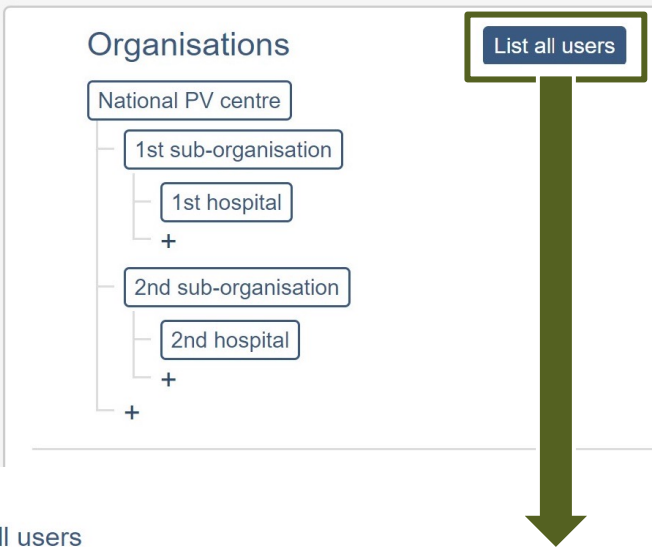 Organisations
List all users
National PV centre
1st sub-organisation
1st hospital
+
2nd sub-organisation
2nd hospital
+
+
ll users